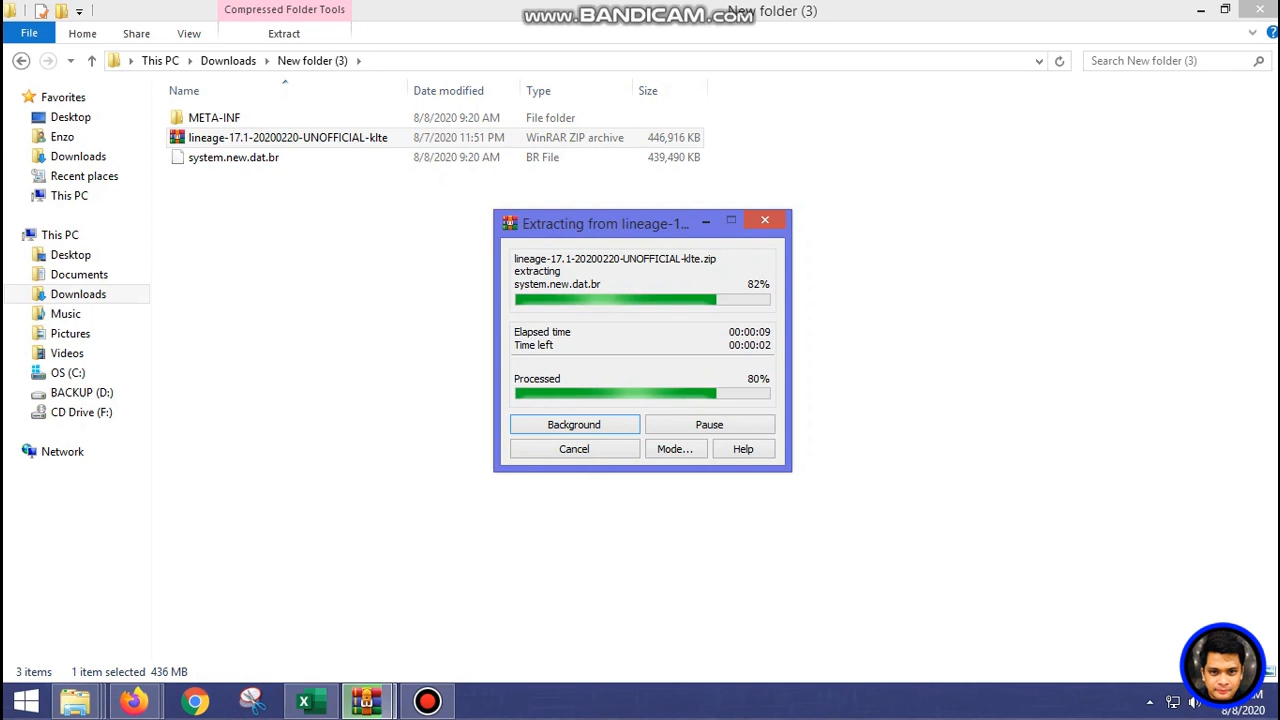 Compressed Folder Tools
www.BANDICAM.com
New folder (3)
File
Home
Share
View
Extract
This PC
Downloads
New folder (3)
Search New folder (3)
Name
Date modified
Type
Size
META-INF
8/8/2020 9:20 AM
File folder
lineage-17.1-20200220-UNOFFICIAL-klte
8/7/2020 11:51 PM
WinRAR ZIP archive
446,916 KB
system.new.dat.br
8/8/2020 9:20 AM
BR File
439,490 KB
Favorites
Desktop
Enzo
Downloads
Recent places
This PC
This PC
Desktop
Documents
Downloads
Music
Pictures
Videos
OS (C:)
BACKUP (D:)
CD Drive (F:)
Network
Extracting from lineage-1...
lineage-17.1-20200220-UNOFFICIAL-klte.zip
extracting
system.new.dat.br
82%
Elapsed time
00:00:09
Time left
00:00:02
Processed
80%
Background
Pause
Cancel
Mode...
Help
3 items
1 item selected 436 MB
8/8/2020